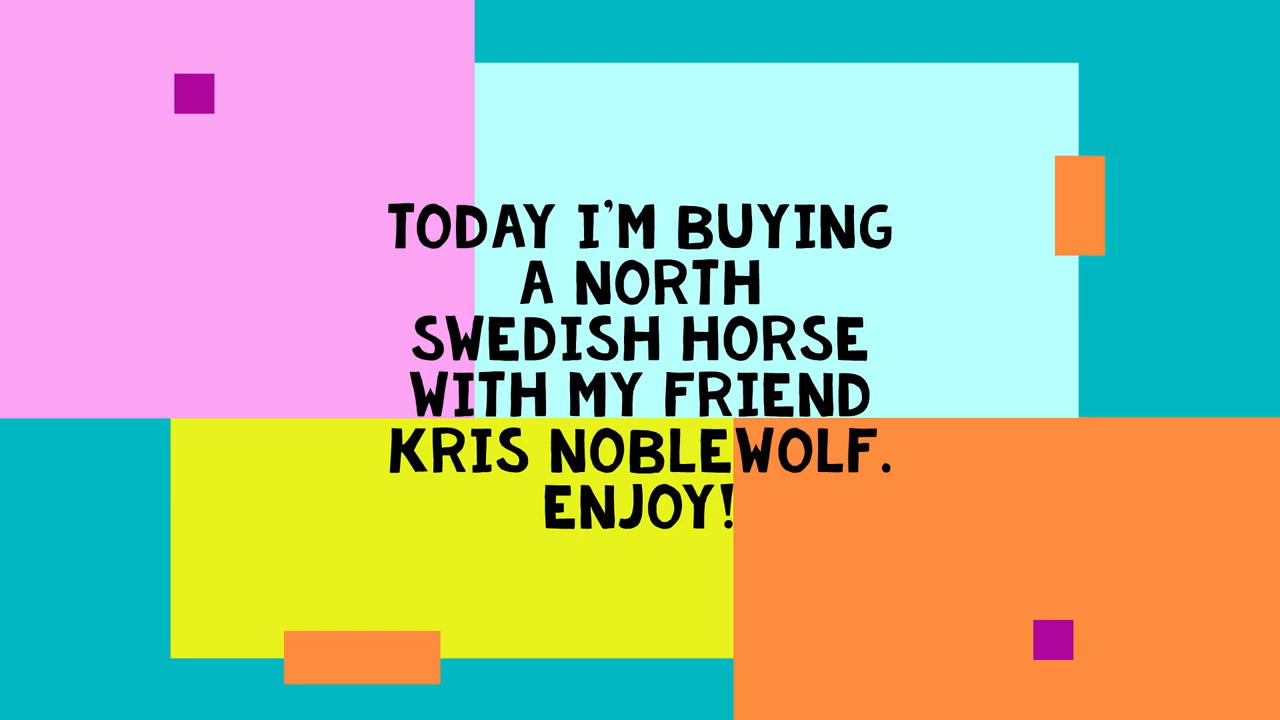 TODAY I'M BUYING
A NORTH
SWEDISH HORSE
WITH MY FRIEND
KRIS NOBLEWOLF.
ENJOY!